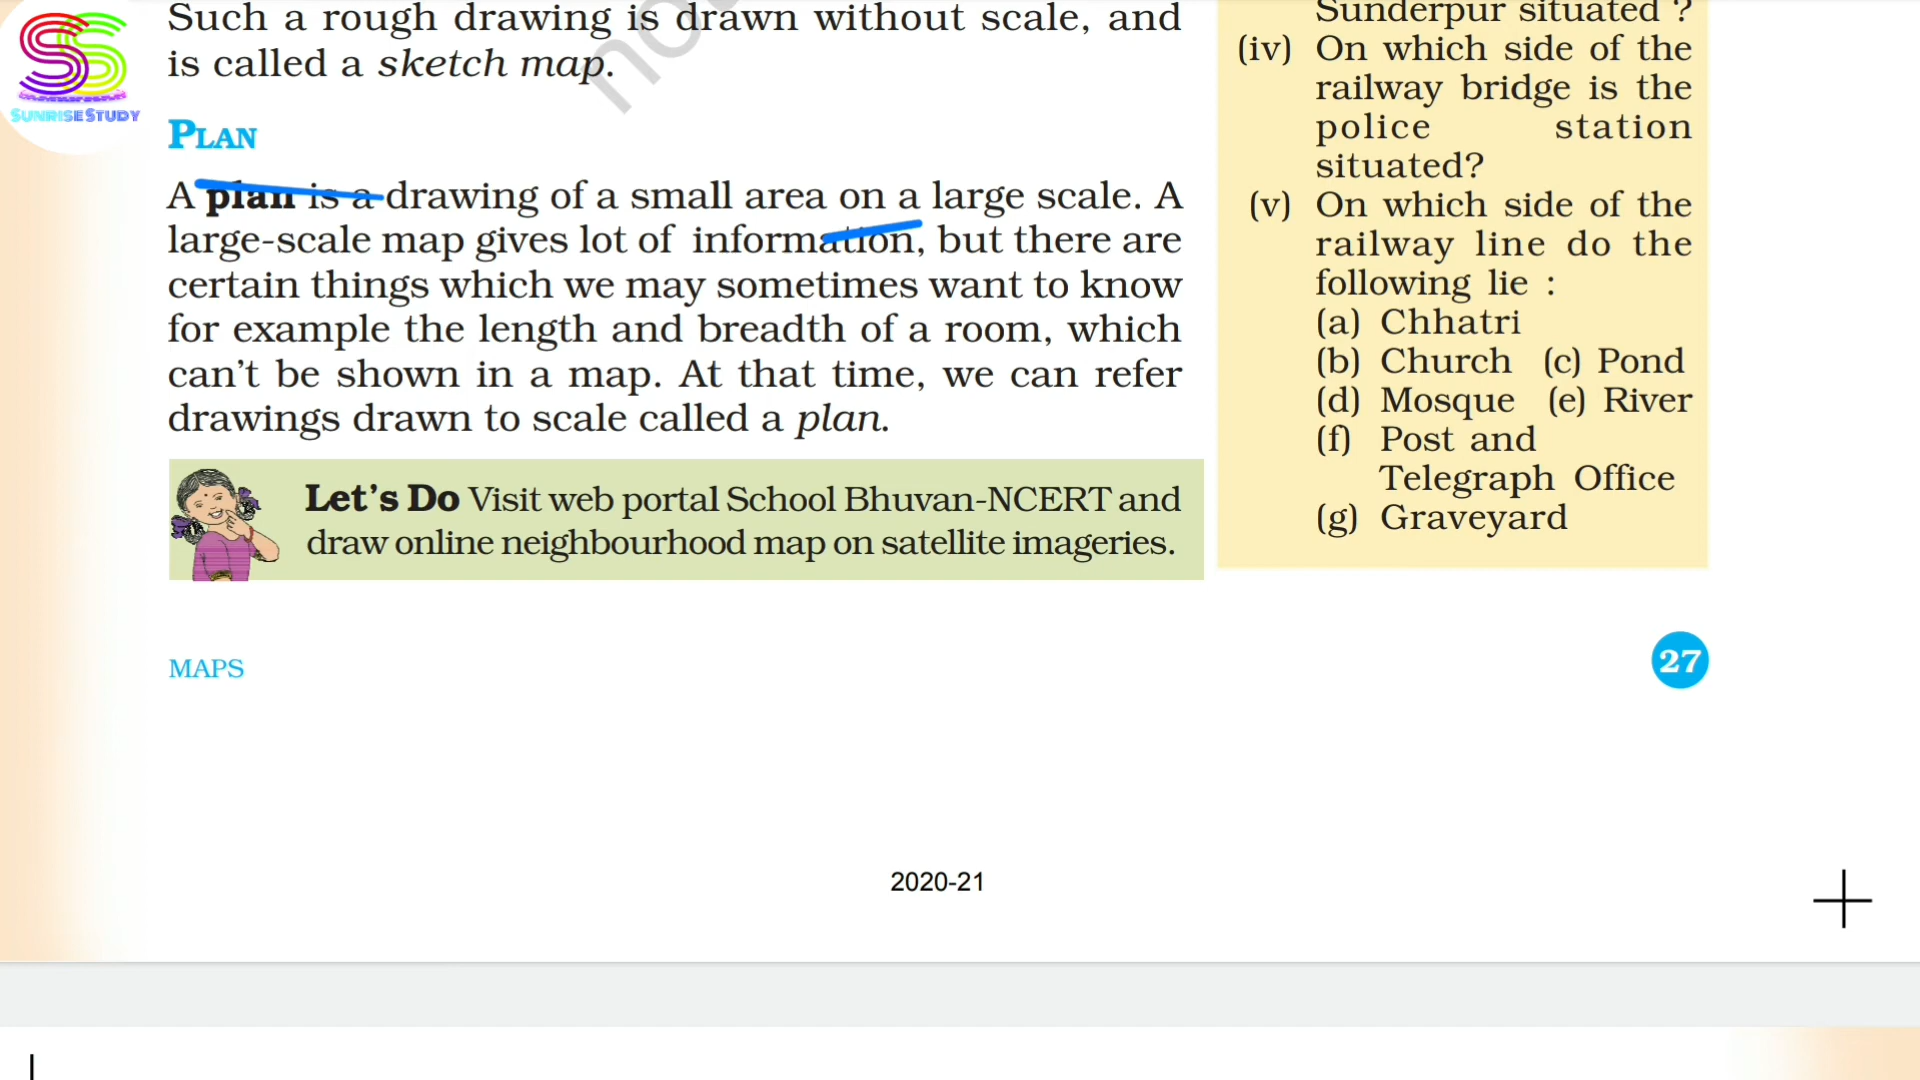 SUNRISESTUDY
Such a rough drawing is drawn without scale, and
is called a sketch map.
PLAN
A plan is a drawing of a small area on a large scale. A
large-scale map gives lot of information, but there are
certain things which we may sometimes want to know
for example the length and breadth of a room, which
can't be shown in a map. At that time, we can refer
drawings drawn to scale called a plan.
Let's Do Visit web portal School Bhuvan-NCERT and
draw online neighbourhood map on satellite imageries.
Sunderpur situated ?
(iv) On which side of the
railway bridge is the
police station
situated?
(v) On which side of the
railway line do the
following lie :
(a) Chhatri
(b) Church (c) Pond
(d) Mosque (e) River
(f) Post and
Telegraph Office
(g) Graveyard
MAPS
27
2020-21